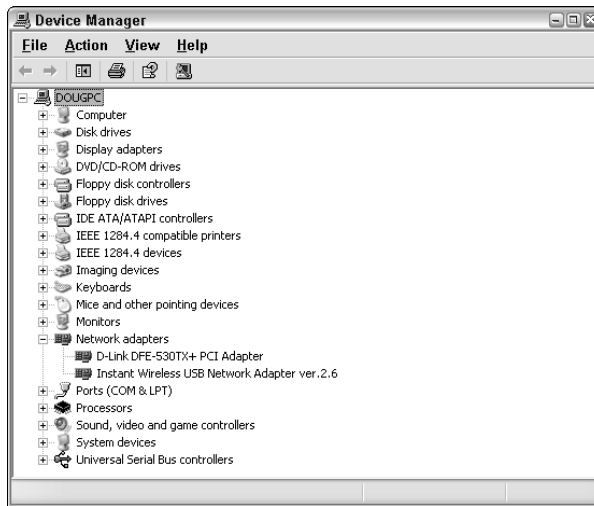 Device Manager
File Action View Help
DOUGPC
Computer
Disk drives
Display adapters
DVD/CD-ROM drives
Floppy disk controllers
Floppy disk drives
IDE ATA/ATAPI controllers
IEEE 1284.4 compatible printers
IEEE 1284.4 devices
Imaging devices
Keyboards
Mice and other pointing devices
Monitors
Network adapters
D-Link DFE-530TX+ PCI Adapter
Instant Wireless USB Network Adapter ver.2.6
Ports (COM & LPT)
Processors
Sound, video and game controllers
System devices
Universal Serial Bus controllers